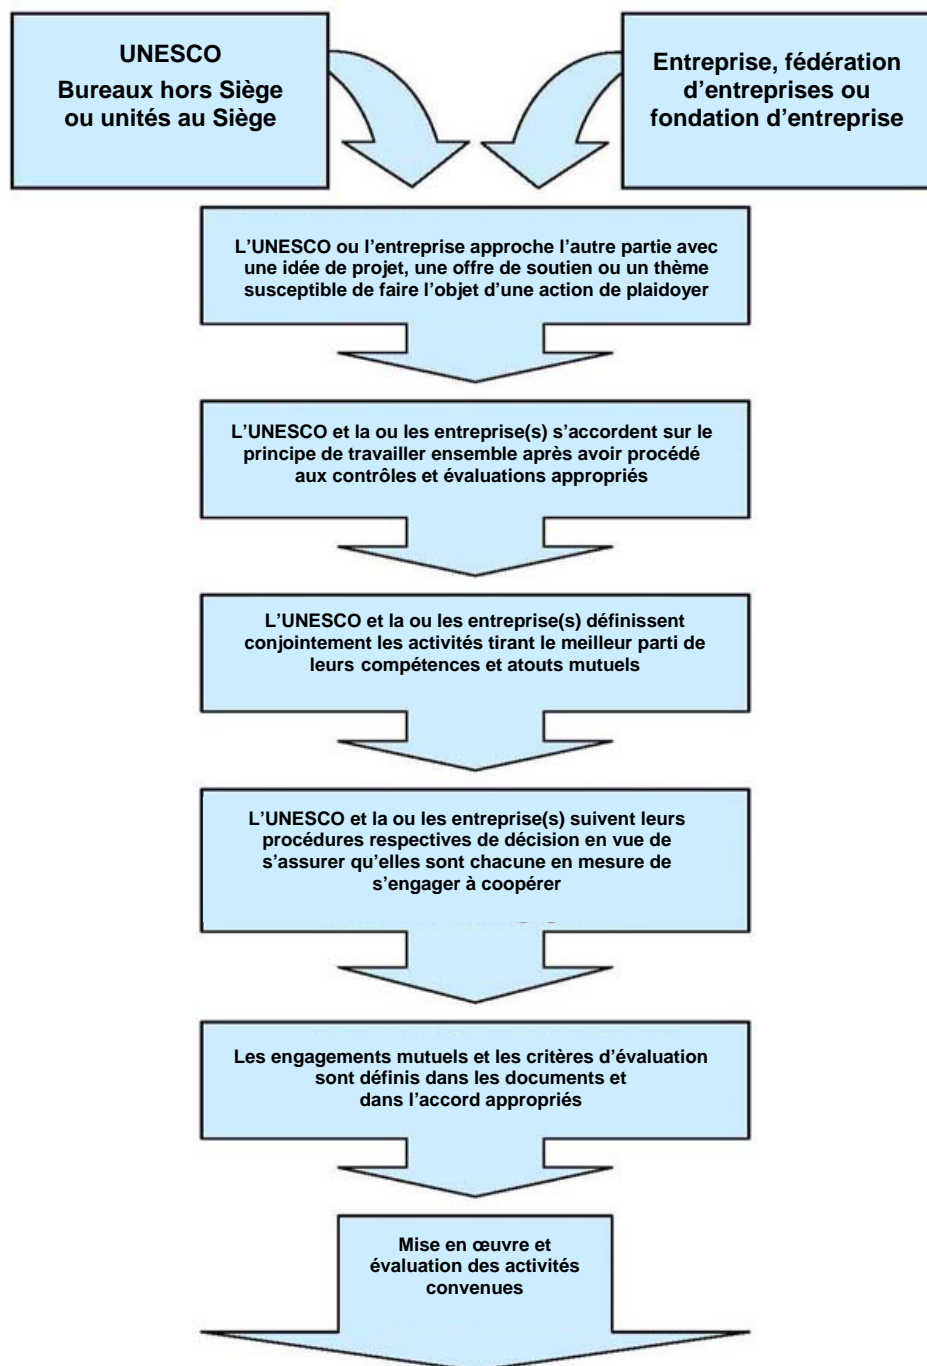 UNESCO
Bureaux hors Siège
ou unités au Siège
Entreprise, fédération
d’entreprises ou
fondation d’entreprise
L’UNESCO ou l’entreprise approche l’autre partie avec
une idée de projet, une offre de soutien ou un thème
susceptible de faire l’objet d’une action de plaidoyer
L’UNESCO et la ou les entreprise(s) s’accordent sur le
principe de travailler ensemble après avoir procédé
aux contrôles et évaluations appropriés
L’UNESCO et la ou les entreprise(s) définissent
conjointement les activités tirant le meilleur parti de
leurs compétences et atouts mutuels
L’UNESCO et la ou les entreprise(s) suivent leurs
procédures respectives de décision en vue de
s’assurer qu’elles sont chacune en mesure de
s’engager à coopérer
Les engagements mutuels et les critères d’évaluation
sont définis dans les documents et
dans l’accord appropriés
Mise en œuvre et
évaluation des activités
convenues